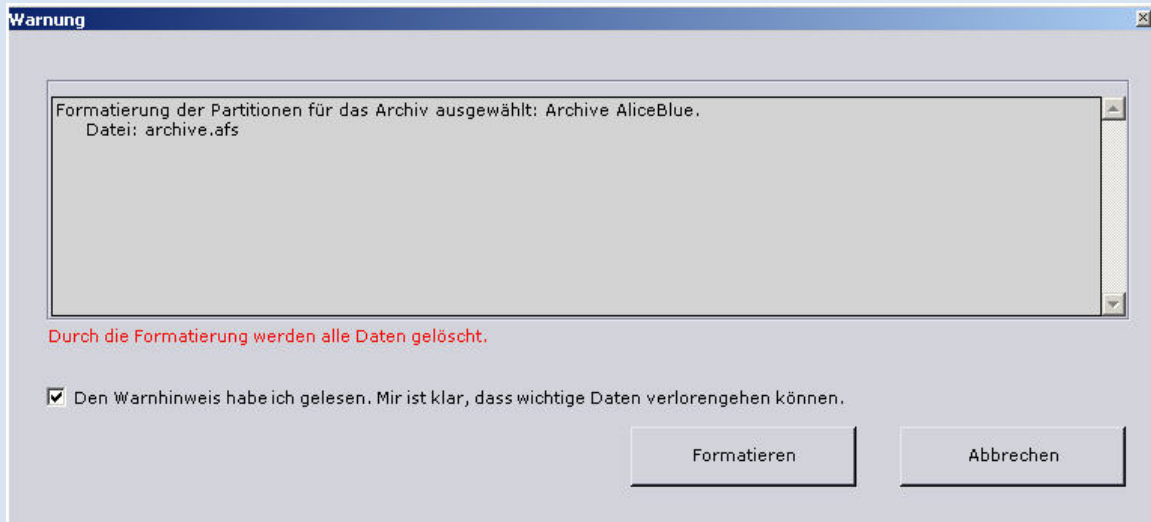 Warnung
Formatierung der Partitionen für das Archiv ausgewählt: Archive AliceBlue.
Datei: archive.afs
Durch die Formatierung werden alle Daten gelöscht.
Den Warnhinweis habe ich gelesen. Mir ist klar, dass wichtige Daten verlorengehen können.
Formatieren
Abbrechen